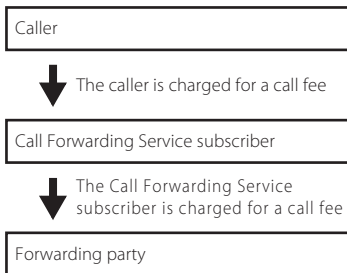 Caller
The caller is charged for a call fee
Call Forwarding Service subscriber
The Call Forwarding Service
subscriber is charged for a call fee
Forwarding party